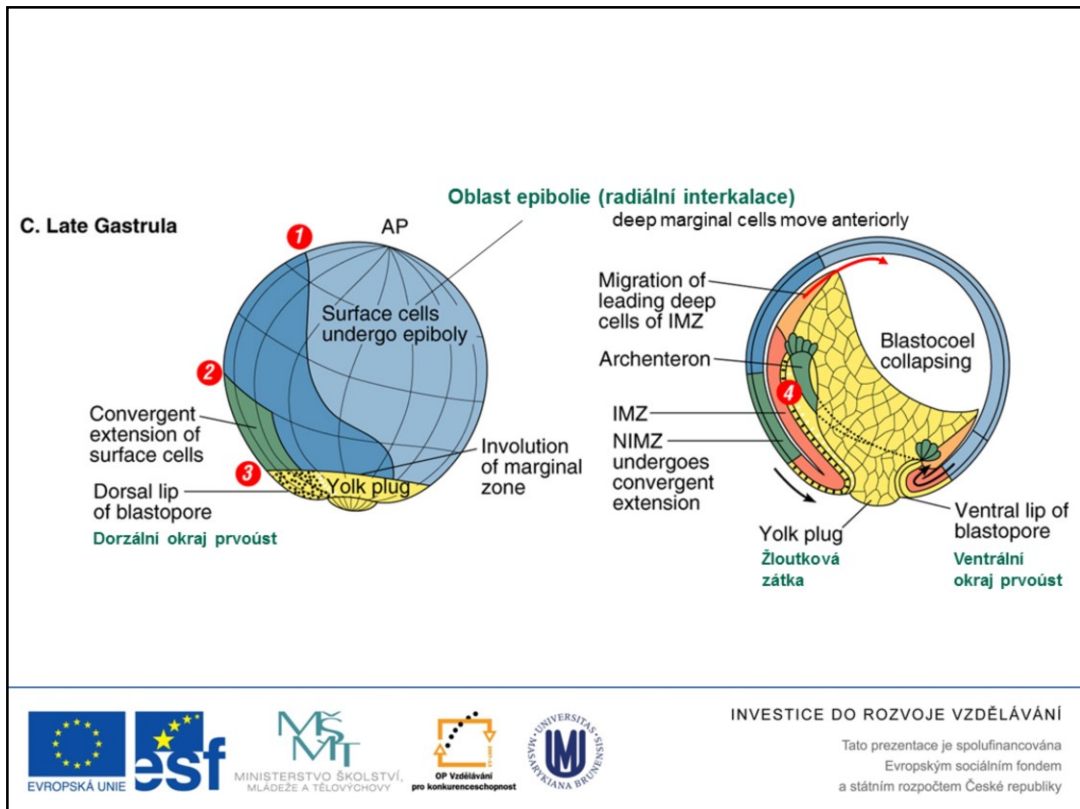 Oblast epibolie (radiální interkalace)
deep marginal cells move anteriorly
C. Late Gastrula
1
AP
Surface cells
undergo epiboly
2
Convergent
extension of
surface cells
3
Dorsal lip
of blastopore
Dorzální okraj prvoúst
Yolk plug
Involution
of marginal
zone
Migration of
leading deep
cells of IMZ
Archenteron
4
IMZ
NIMZ
undergoes
convergent
extension
Blastocoel
collapsing
Yolk plug
Žloutková
zátka
Ventral lip of
blastopore
Ventrální
okraj prvoúst
EVROPSKÁ UNIE
esf
MŠMT
MINISTERSTVO ŠKOLSTVÍ,
MLÁDEŽE A TĚLOVÝCHOVY
OP Vzdělávání
pro konkurenceschopnost
UNIVERSITAS
MASARYKIANA BRUNENSIS
INVESTICE DO ROZVOJE VZDĚLÁVÁNÍ
Tato prezentace je spolufinancována
Evropským sociálním fondem
a státním rozpočtem České republiky